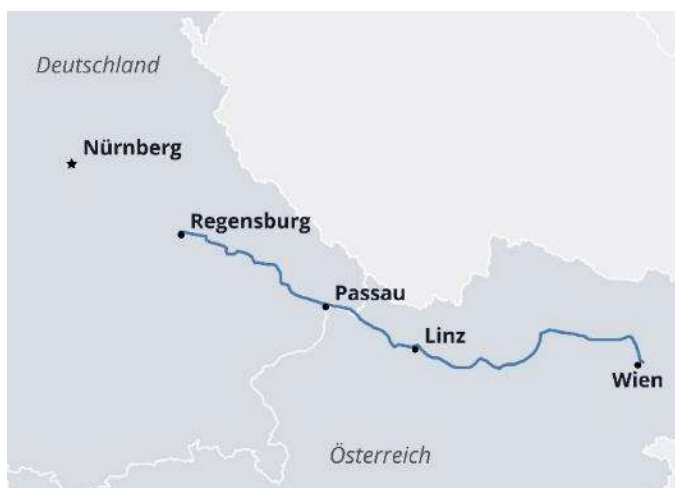 Deutschland
Nürnberg
Regensburg
Passau
Linz
Wien
Österreich